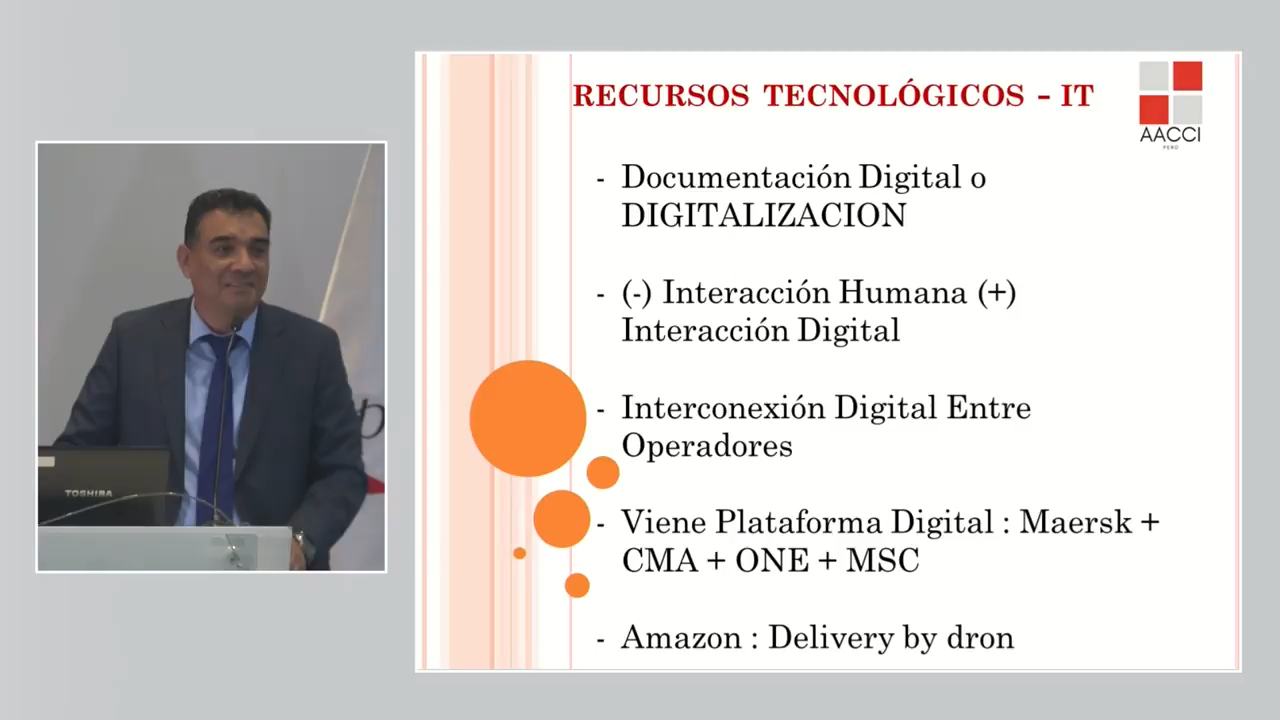 RECURSOS TECNOLÓGICOS - IT
AACCI
PERÚ
- Documentación Digital o
DIGITALIZACION
- (-) Interacción Humana (+)
Interacción Digital
- Interconexión Digital Entre
Operadores
- Viene Plataforma Digital : Maersk +
CMA + ONE + MSC
- Amazon : Delivery by dron
TOSHIBA